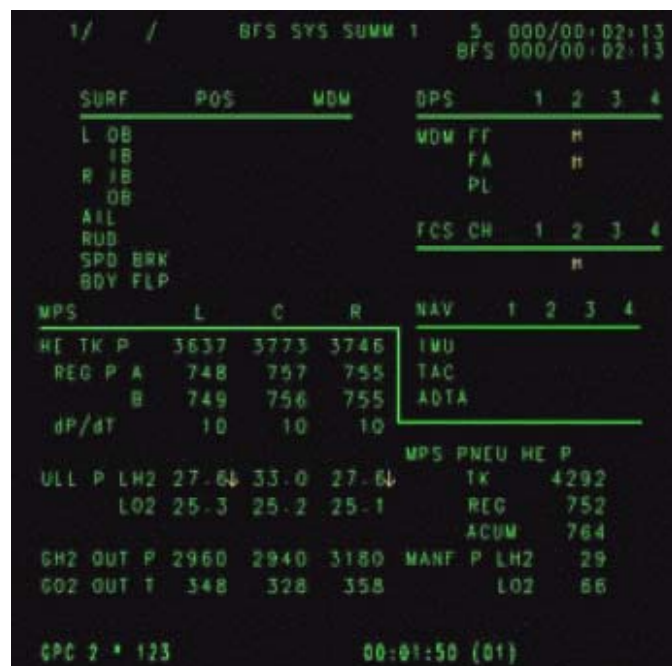 1/ / BFS SYS SUMM 1 5 000/00:02:13
BFS 000/00:02:13
SURF POS MDM DPS 1 2 3 4
L OB MDM FF M
IB FA M
R IB PL
OB
AIL
RUD FCS CH 1 2 3 4
SPD BRK M
BDY FLP
MPS L C R NAV 1 2 3 4
HE TK P 3637 3773 3746 IMU
REG P A 748 757 755 TAC
B 749 756 755 ADTA
dP/dT 10 10 10
MPS PNEU HE P
ULL P LH2 27.6↓ 33.0 27.6↓ TK 4292
LO2 25.3 25.2 25.1 REG 752
ACUM 764
GH2 OUT P 2960 2940 3180 MANF P LH2 29
GO2 OUT T 348 328 358 LO2 66
GPC 2 * 123 00:01:50 (01)